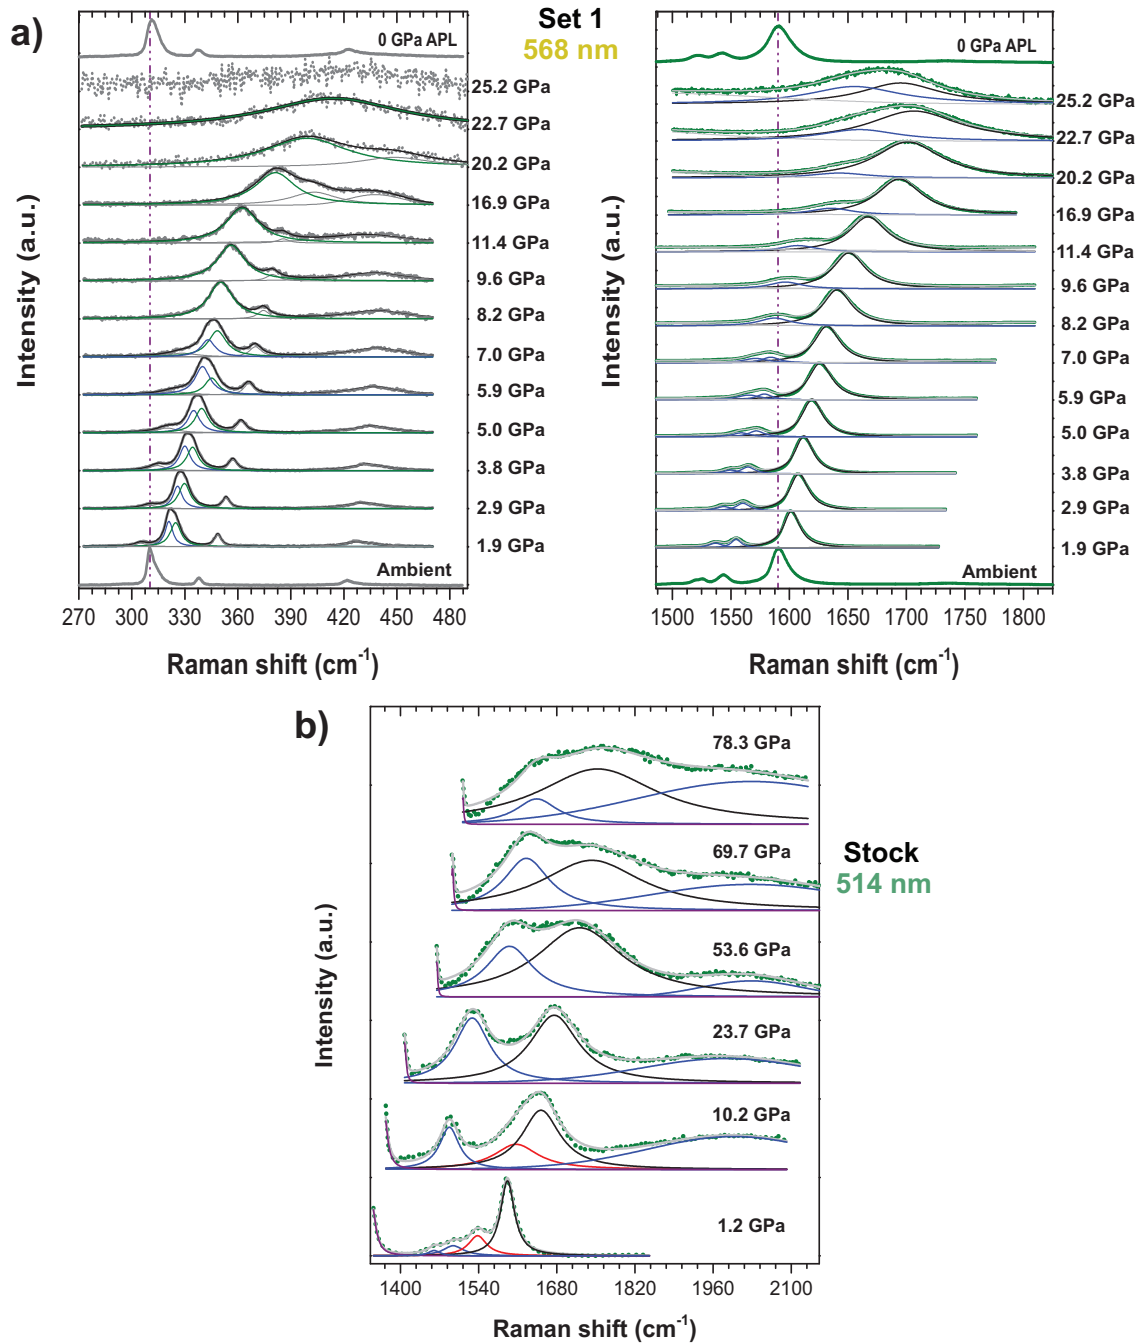 a)
Set 1
568 nm
0 GPa APL
25.2 GPa
22.7 GPa
20.2 GPa
16.9 GPa
11.4 GPa
9.6 GPa
8.2 GPa
7.0 GPa
5.9 GPa
5.0 GPa
3.8 GPa
2.9 GPa
1.9 GPa
Ambient
Intensity (a.u.)
270 300 330 360 390 420 450 480
Raman shift (cm⁻¹)
0 GPa APL
25.2 GPa
22.7 GPa
20.2 GPa
16.9 GPa
11.4 GPa
9.6 GPa
8.2 GPa
7.0 GPa
5.9 GPa
5.0 GPa
3.8 GPa
2.9 GPa
1.9 GPa
Ambient
Intensity (a.u.)
1500 1550 1600 1650 1700 1750 1800
Raman shift (cm⁻¹)
b)
78.3 GPa
69.7 GPa
53.6 GPa
23.7 GPa
10.2 GPa
1.2 GPa
Stock
514 nm
Intensity (a.u.)
1400 1540 1680 1820 1960 2100
Raman shift (cm⁻¹)